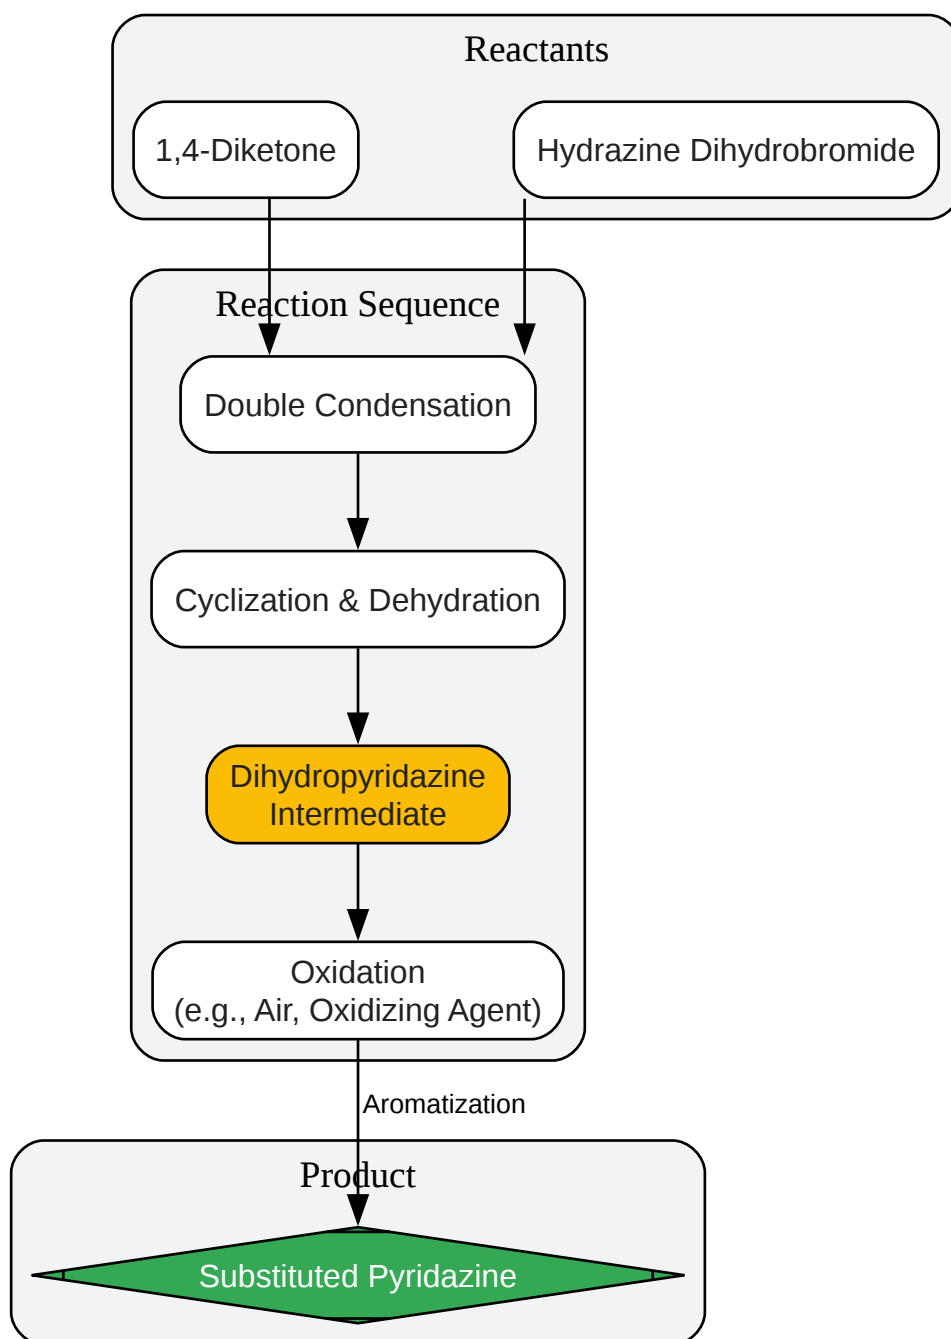 Reactants
1,4-Diketone
Hydrazine Dihydrobromide
Reaction Sequence
Double Condensation
Cyclization & Dehydration
Dihydropyridazine
Intermediate
Oxidation
(e.g., Air, Oxidizing Agent)
Aromatization
Product
Substituted Pyridazine